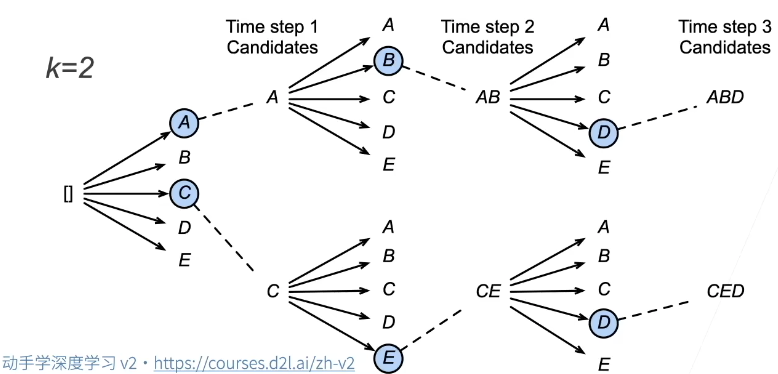 Time step 1
Candidates
Time step 2
Candidates
Time step 3
Candidates
k=2
[]
A
B
C
D
E
A
A
B
C
D
E
AB
A
B
C
D
E
ABD
C
A
B
C
D
E
CE
A
B
C
D
E
CED
动手学深度学习 v2・https://courses.d2l.ai/zh-v2